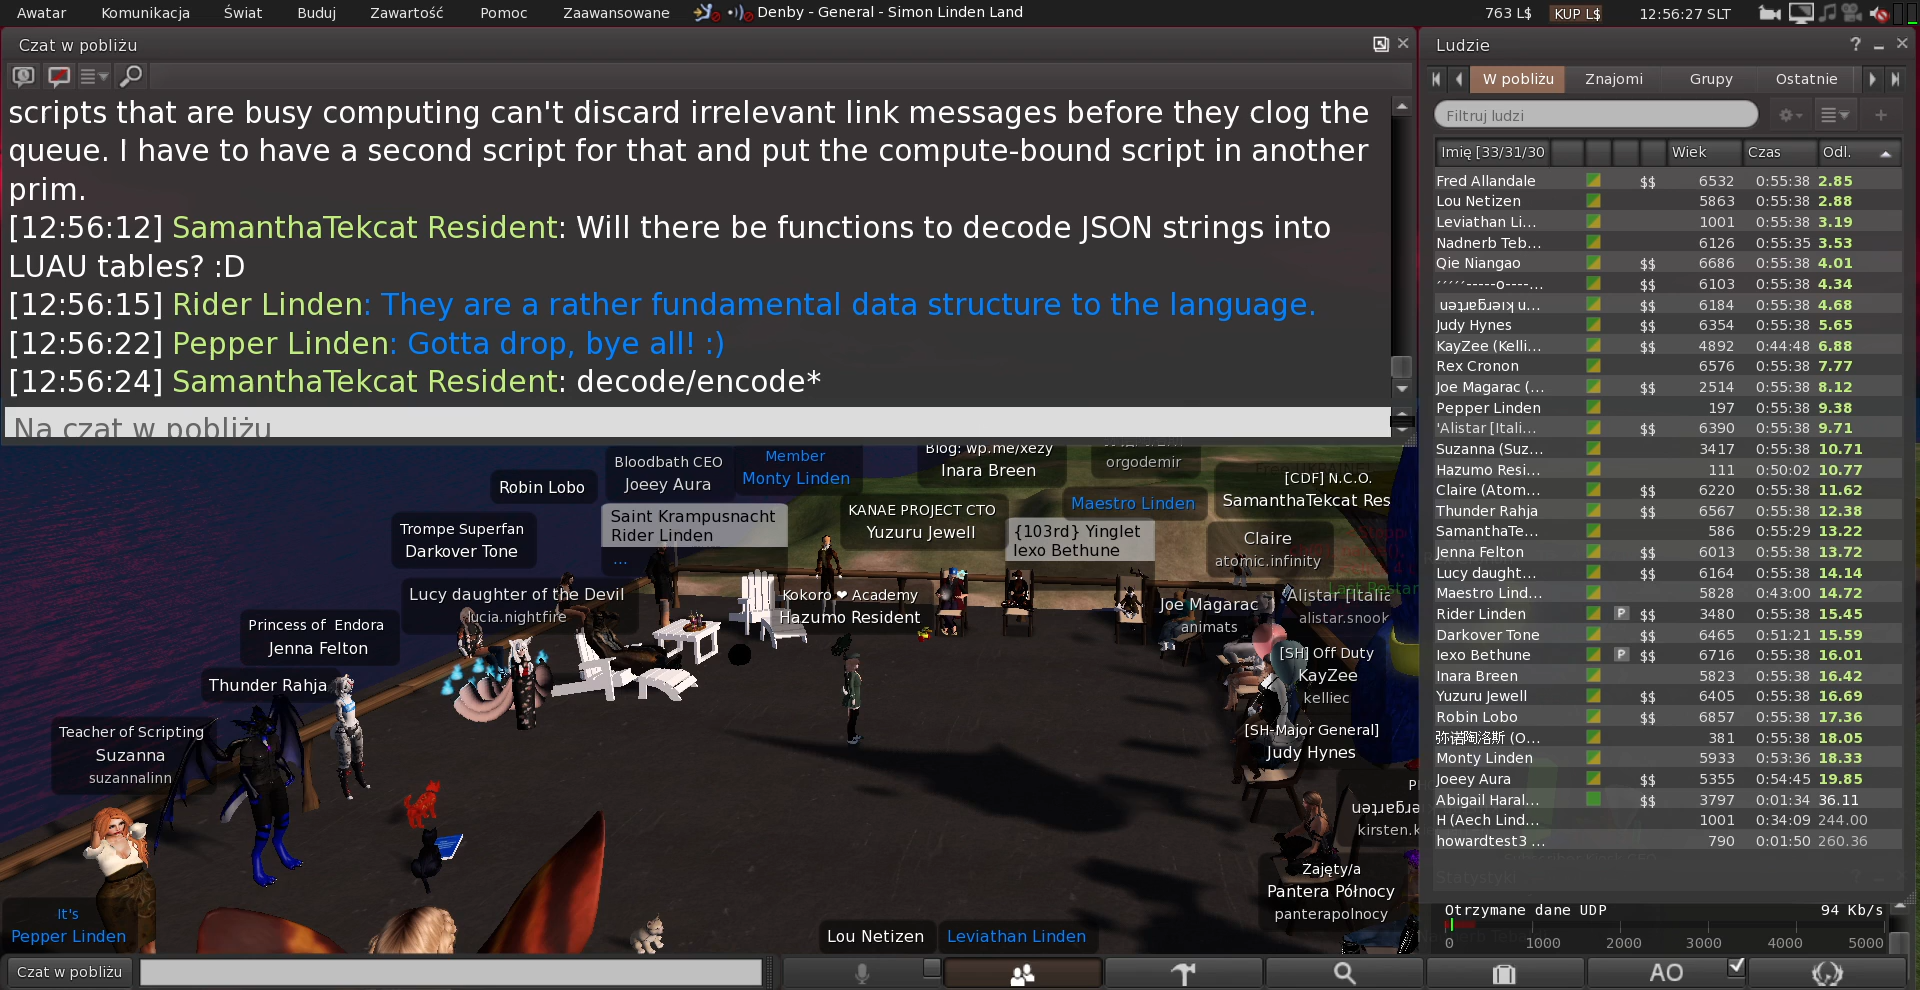 Awatar Komunikacja Świat Buduj Zawartość Pomoc Zaawansowane Denby - General - Simon Linden Land 763 L$ KUP L$ 12:56:27 SLT
Czat w pobliżu
scripts that are busy computing can't discard irrelevant link messages before they clog the
queue. I have to have a second script for that and put the compute-bound script in another
prim.
[12:56:12] SamanthaTekcat Resident: Will there be functions to decode JSON strings into
LUAU tables? :D
[12:56:15] Rider Linden: They are a rather fundamental data structure to the language.
[12:56:22] Pepper Linden: Gotta drop, bye all! :)
[12:56:24] SamanthaTekcat Resident: decode/encode*
Na czat w pobliżu
Blog: wp.me/xezy
Inara Breen
orgodemir
Member
Monty Linden
Bloodbath CEO
Joeey Aura
Robin Lobo
[CDF] N.C.O.
SamanthaTekcat Res
Maestro Linden
KANAE PROJECT CTO
Yuzuru Jewell
Saint Krampusnacht
Rider Linden
...
Trompe Superfan
Darkover Tone
{103rd} Yinglet
Iexo Bethune
Claire
atomic.infinity
Lucy daughter of the Devil
lucia.nightfire
Kokoro ❤ Academy
Hazumo Resident
Joe Magarac
animats
Alistar [Italia
alistar.snook
Princess of Endora
Jenna Felton
[SH] Off Duty
KayZee
kelliec
Thunder Rahja
[SH-Major General]
Judy Hynes
Teacher of Scripting
Suzanna
suzannalinn
uǝʇɹɐƃɹǝ
kirsten.k
Zajęty/a
Pantera Północy
panterapolnocy
It's
Pepper Linden
Lou Netizen
Leviathan Linden
Czat w pobliżu
AO
Ludzie
W pobliżu Znajomi Grupy Ostatnie
Filtruj ludzi
Imię [33/31/30 Wiek Czas Odl.
Fred Allandale $$ 6532 0:55:38 2.85
Lou Netizen 5863 0:55:38 2.88
Leviathan Li... 1001 0:55:38 3.19
Nadnerb Teb... 6126 0:55:35 3.53
Qie Niangao $$ 6686 0:55:38 4.01
-----o----... $$ 6103 0:55:38 4.34
uǝʇɹɐƃɹǝıʞ u... $$ 6184 0:55:38 4.68
Judy Hynes $$ 6354 0:55:38 5.65
KayZee (Kelli... $$ 4892 0:44:48 6.88
Rex Cronon 6576 0:55:38 7.77
Joe Magarac (... $$ 2514 0:55:38 8.12
Pepper Linden 197 0:55:38 9.38
'Alistar [Itali... $$ 6390 0:55:38 9.71
Suzanna (Suz... 3417 0:55:38 10.71
Hazumo Resi... 111 0:50:02 10.77
Claire (Atom... $$ 6220 0:55:38 11.62
Thunder Rahja $$ 6567 0:55:38 12.38
SamanthaTe... 586 0:55:29 13.22
Jenna Felton $$ 6013 0:55:38 13.72
Lucy daught... $$ 6164 0:55:38 14.14
Maestro Lind... 5828 0:43:00 14.72
Rider Linden P $$ 3480 0:55:38 15.45
Darkover Tone $$ 6465 0:51:21 15.59
Iexo Bethune P $$ 6716 0:55:38 16.01
Inara Breen 5823 0:55:38 16.42
Yuzuru Jewell $$ 6405 0:55:38 16.69
Robin Lobo $$ 6857 0:55:38 17.36
弥诺陶洛斯 (O... 381 0:55:38 18.05
Monty Linden 5933 0:53:36 18.33
Joeey Aura $$ 5355 0:54:45 19.85
Abigail Haral... $$ 3797 0:01:34 36.11
H (Aech Lind... 1001 0:34:09 244.00
howardtest3 ... 790 0:01:50 260.36
Statystyki
Otrzymane dane UDP 94 Kb/s
0 1000 2000 3000 4000 5000